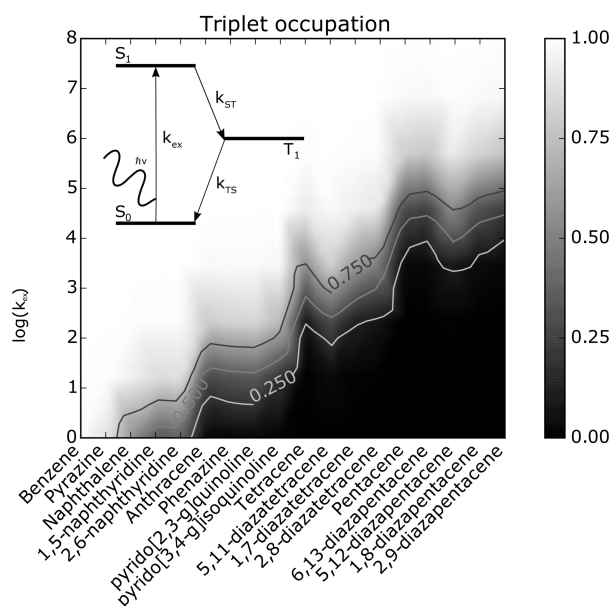 Triplet occupation
8
7
6
5
4
3
2
1
0
log(kex)
S1
kST
kex
T1
ħν
kTS
S0
0.750
0.500
0.250
1.00
0.75
0.50
0.25
0.00
Benzene
Pyrazine
Naphthalene
1,5-naphthyridine
2,6-naphthyridine
Anthracene
Phenazine
pyrido[2,3-g]quinoline
pyrido[3,4-g]isoquinoline
Tetracene
5,11-diazatetracene
1,7-diazatetracene
2,8-diazatetracene
Pentacene
6,13-diazapentacene
5,12-diazapentacene
1,8-diazapentacene
2,9-diazapentacene